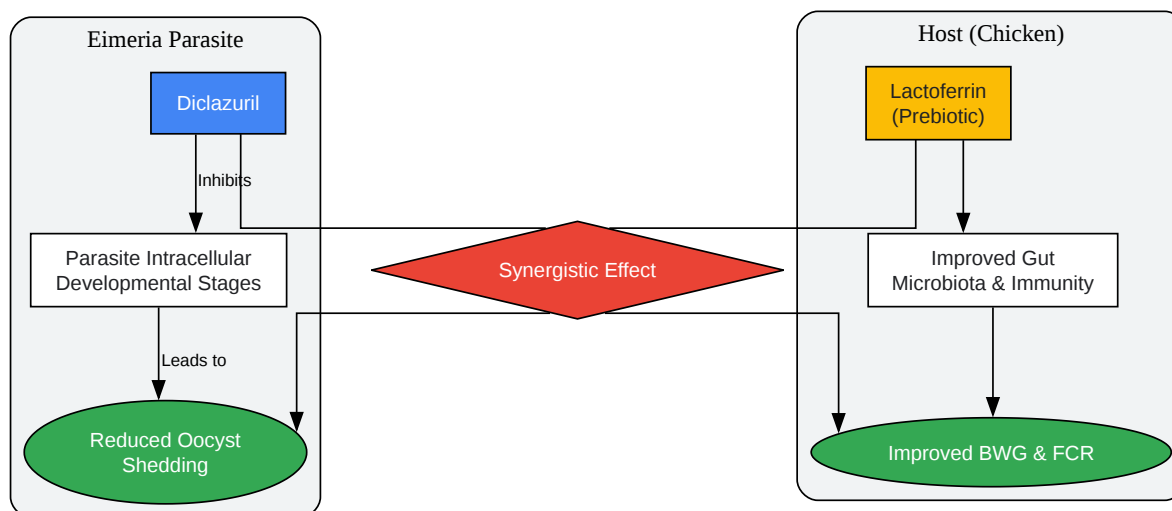 Eimeria Parasite
Diclazuril
Inhibits
Parasite Intracellular
Developmental Stages
Leads to
Reduced Oocyst
Shedding
Synergistic Effect
Host (Chicken)
Lactoferrin
(Prebiotic)
Improved Gut
Microbiota & Immunity
Improved BWG & FCR